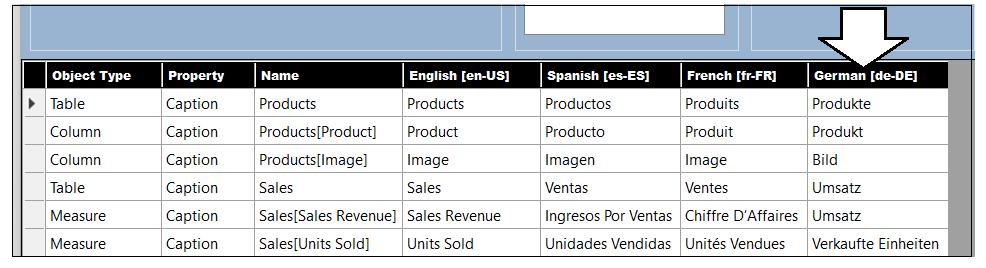 Object Type Property Name English [en-US] Spanish [es-ES] French [fr-FR] German [de-DE]
Table Caption Products Products Productos Produits Produkte
Column Caption Products[Product] Product Producto Produit Produkt
Column Caption Products[Image] Image Imagen Image Bild
Table Caption Sales Sales Ventas Ventes Umsatz
Measure Caption Sales[Sales Revenue] Sales Revenue Ingresos Por Ventas Chiffre D’Affaires Umsatz
Measure Caption Sales[Units Sold] Units Sold Unidades Vendidas Unités Vendues Verkaufte Einheiten